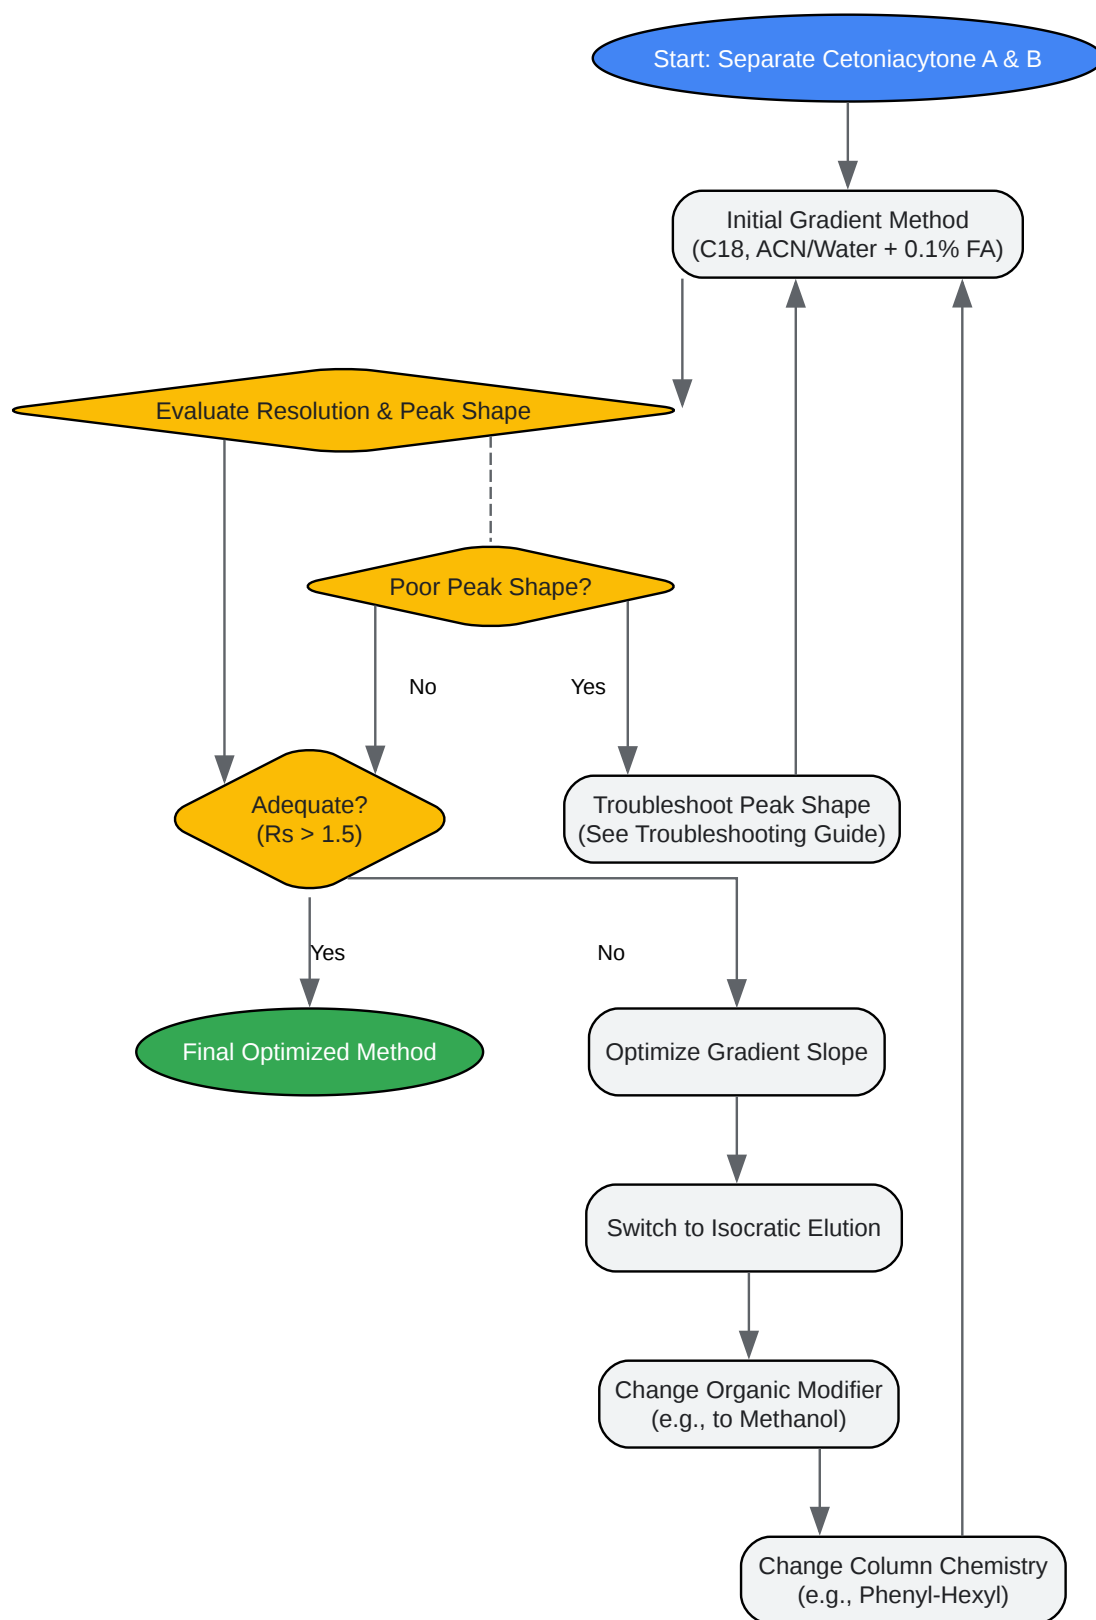 Start: Separate Cetoniacytone A & B
Initial Gradient Method
(C18, ACN/Water + 0.1% FA)
Evaluate Resolution & Peak Shape
Poor Peak Shape?
No
Yes
Adequate?
(Rs > 1.5)
Troubleshoot Peak Shape
(See Troubleshooting Guide)
Yes
No
Final Optimized Method
Optimize Gradient Slope
Switch to Isocratic Elution
Change Organic Modifier
(e.g., to Methanol)
Change Column Chemistry
(e.g., Phenyl-Hexyl)